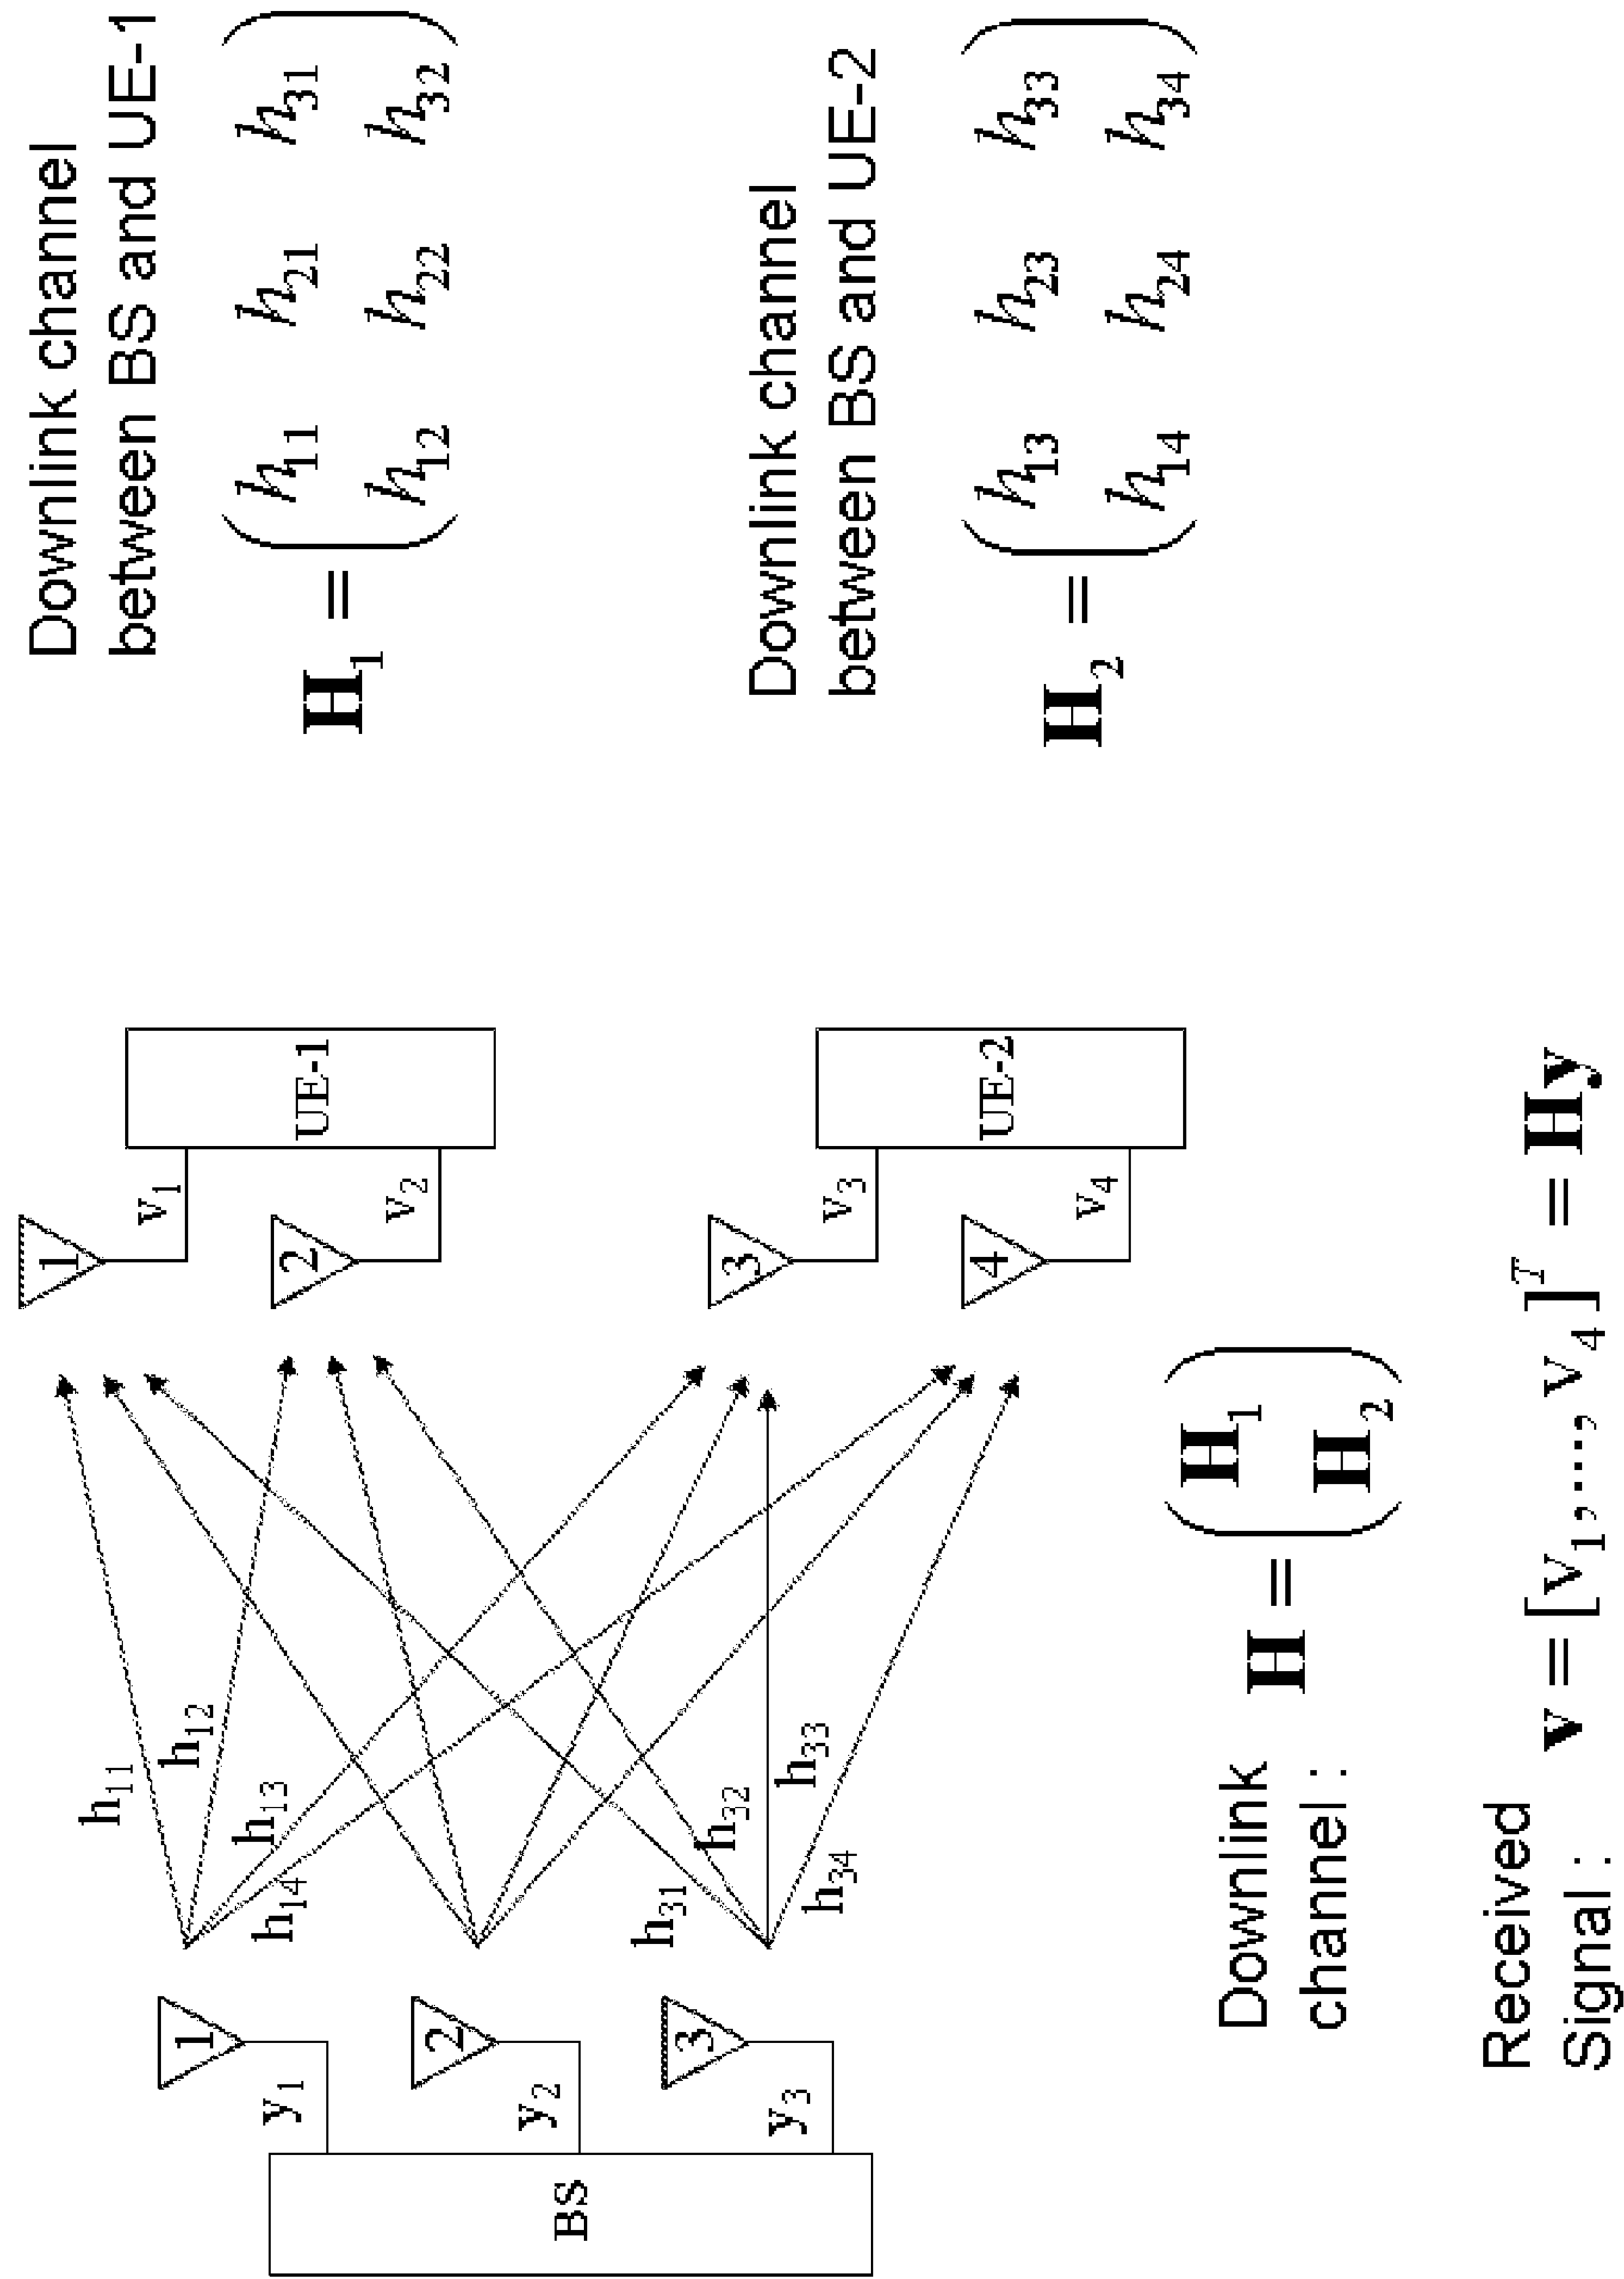 1
y₁
2
y₂
3
y₃
BS
h₁₁
h₁₂
h₁₃
h₁₄
h₃₁
h₃₂
h₃₃
h₃₄
1
v₁
2
v₂
UE-1
3
v₃
4
v₄
UE-2
Downlink
channel :
H = ( H₁
H₂ )
Received
Signal :
v = [v₁,..., v₄]ᵀ = Hy
Downlink channel
between BS and UE-1
H₁ = ( h₁₁ h₂₁ h₃₁
h₁₂ h₂₂ h₃₂ )
Downlink channel
between BS and UE-2
H₂ = ( h₁₃ h₂₃ h₃₃
h₁₄ h₂₄ h₃₄ )